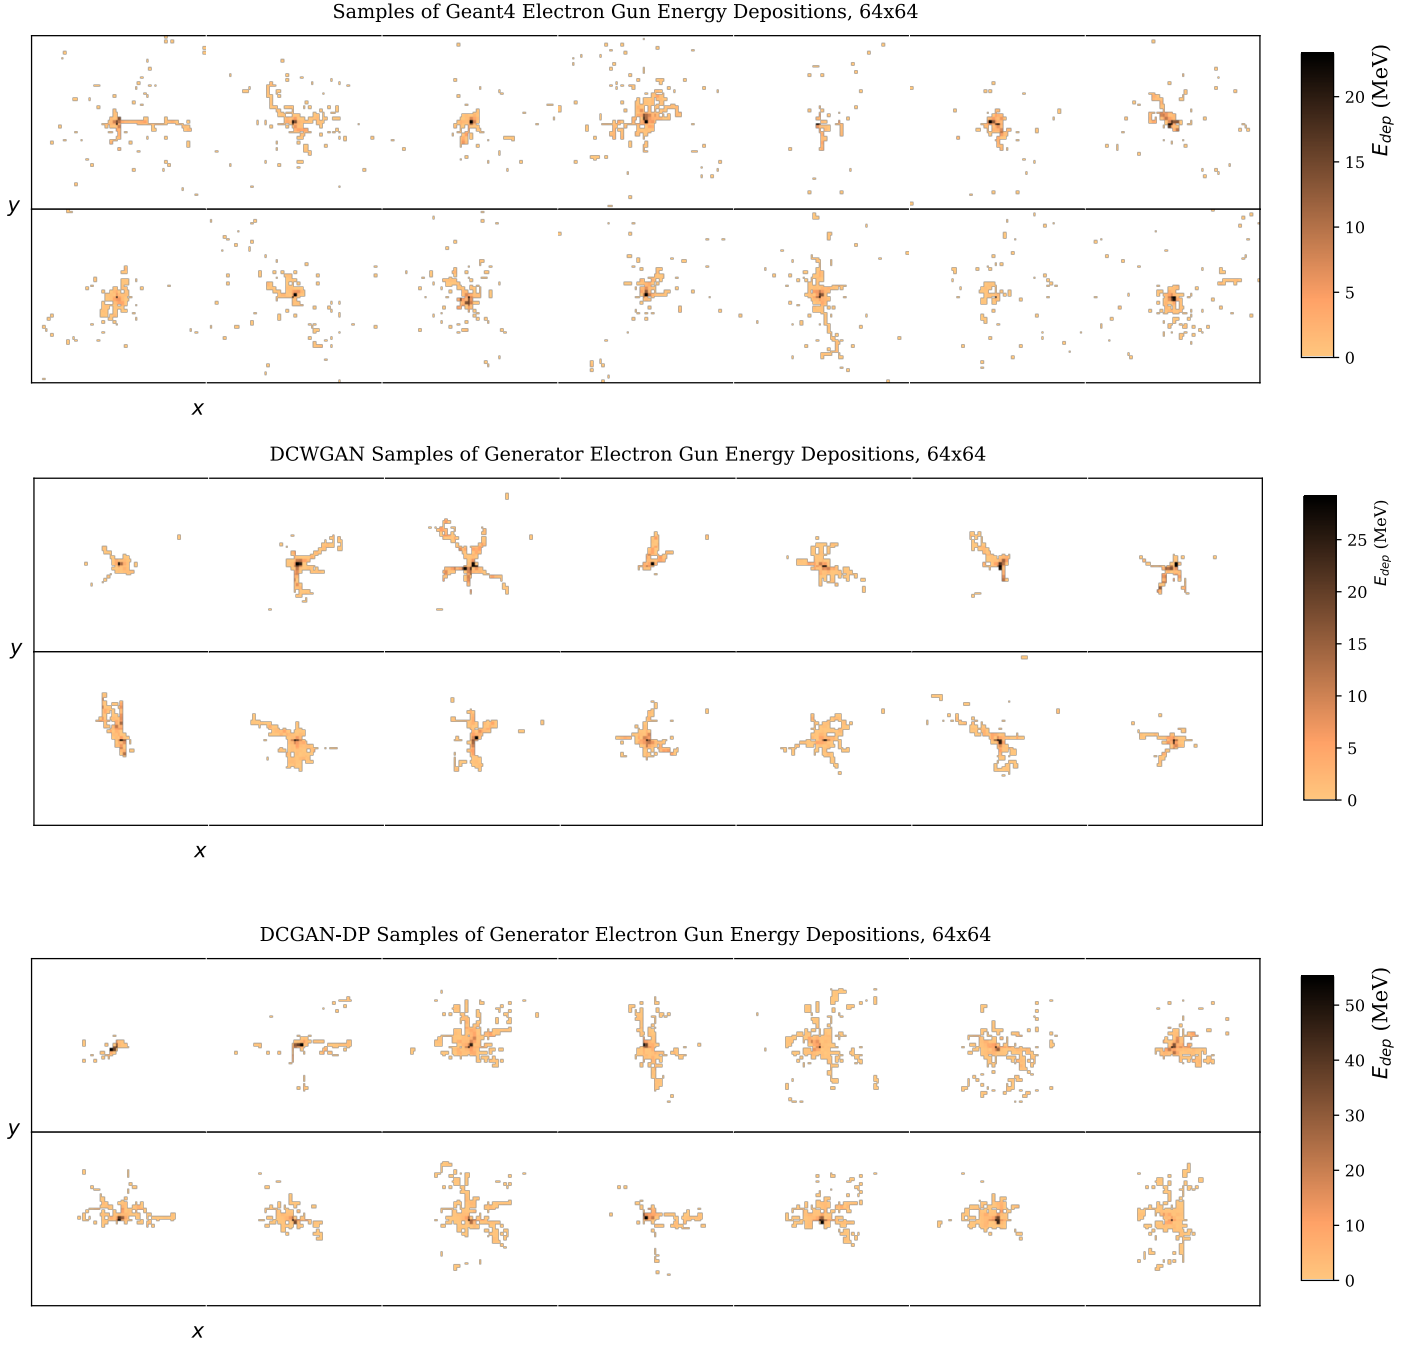 Samples of Geant4 Electron Gun Energy Depositions, 64x64
y
x
20
15
10
5
0
E_dep (MeV)
DCWGAN Samples of Generator Electron Gun Energy Depositions, 64x64
y
x
25
20
15
10
5
0
E_dep (MeV)
DCGAN-DP Samples of Generator Electron Gun Energy Depositions, 64x64
y
x
50
40
30
20
10
0
E_dep (MeV)